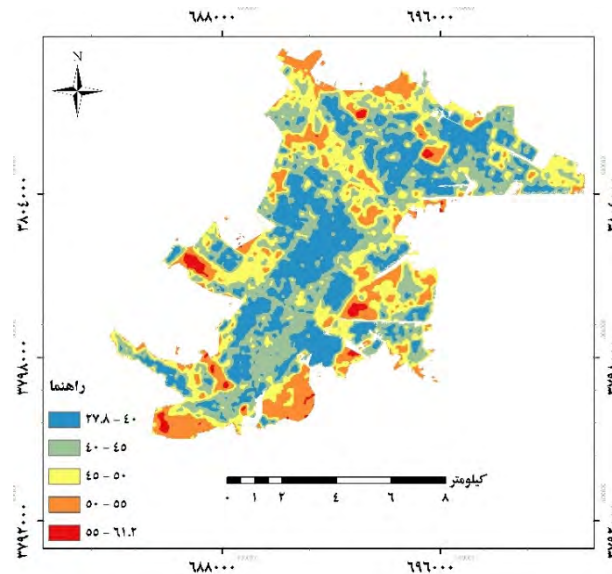 ۶۸۸۰۰۰ ۶۹۶۰۰۰
N
۳۸۰۴۰۰۰
۳۷۹۸۰۰۰
۳۷۹۲۰۰۰
راهنما
۲۷.۸ - ۴۰
۴۰ - ۴۵
۴۵ - ۵۰
۵۰ - ۵۵
۵۵ - ۶۱.۲
کیلومتر
۰ ۱ ۲ ۴ ۶ ۸
۶۸۸۰۰۰ ۶۹۶۰۰۰